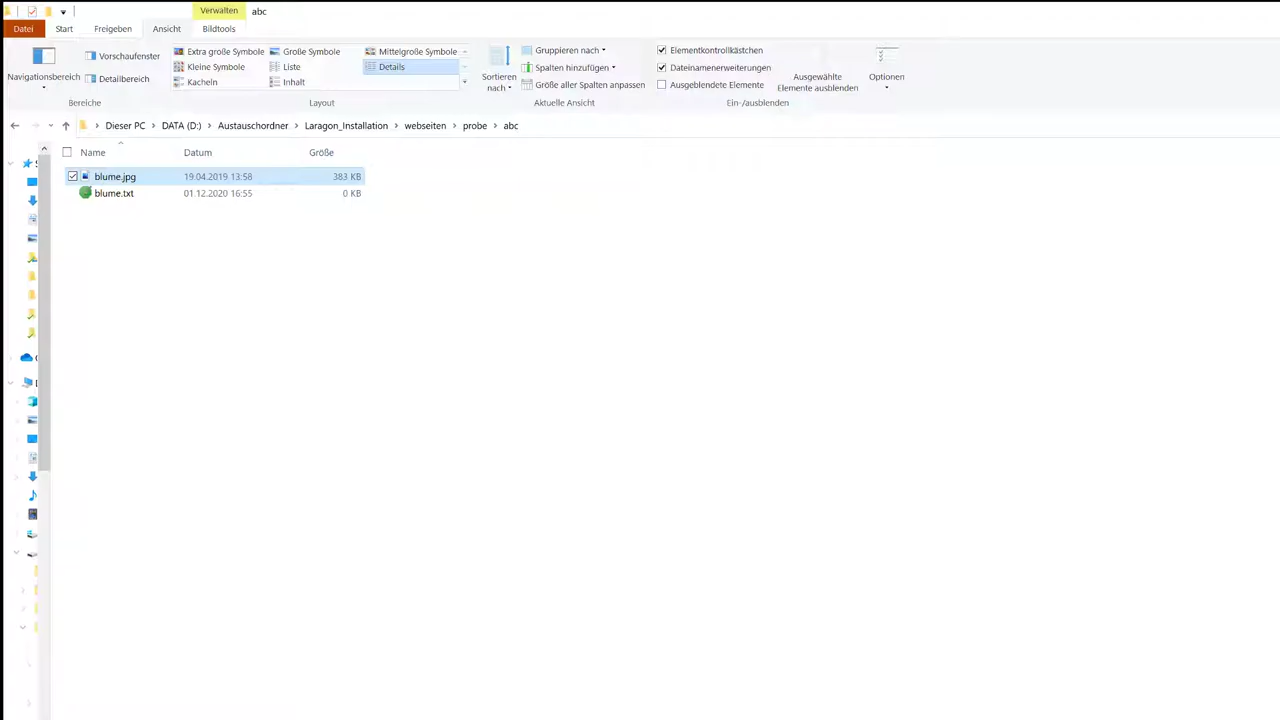 Verwalten abc
Datei Start Freigeben Ansicht Bildtools
Extra große Symbole Große Symbole Mittelgroße Symbole
Kleine Symbole Liste Details
Kacheln Inhalt
Navigationsbereich
Vorschaufenster
Detailbereich
Sortieren
nach
Gruppieren nach
Spalten hinzufügen
Größe aller Spalten anpassen
Elementkontrollkästchen
Dateinamenerweiterungen
Ausgeblendete Elemente
Ausgewählte
Elemente ausblenden
Optionen
Bereiche Layout Aktuelle Ansicht Ein-/ausblenden
Dieser PC DATA (D:) Austauschordner Laragon_Installation webseiten probe abc
Name Datum Größe
blume.jpg 19.04.2019 13:58 383 KB
blume.txt 01.12.2020 16:55 0 KB